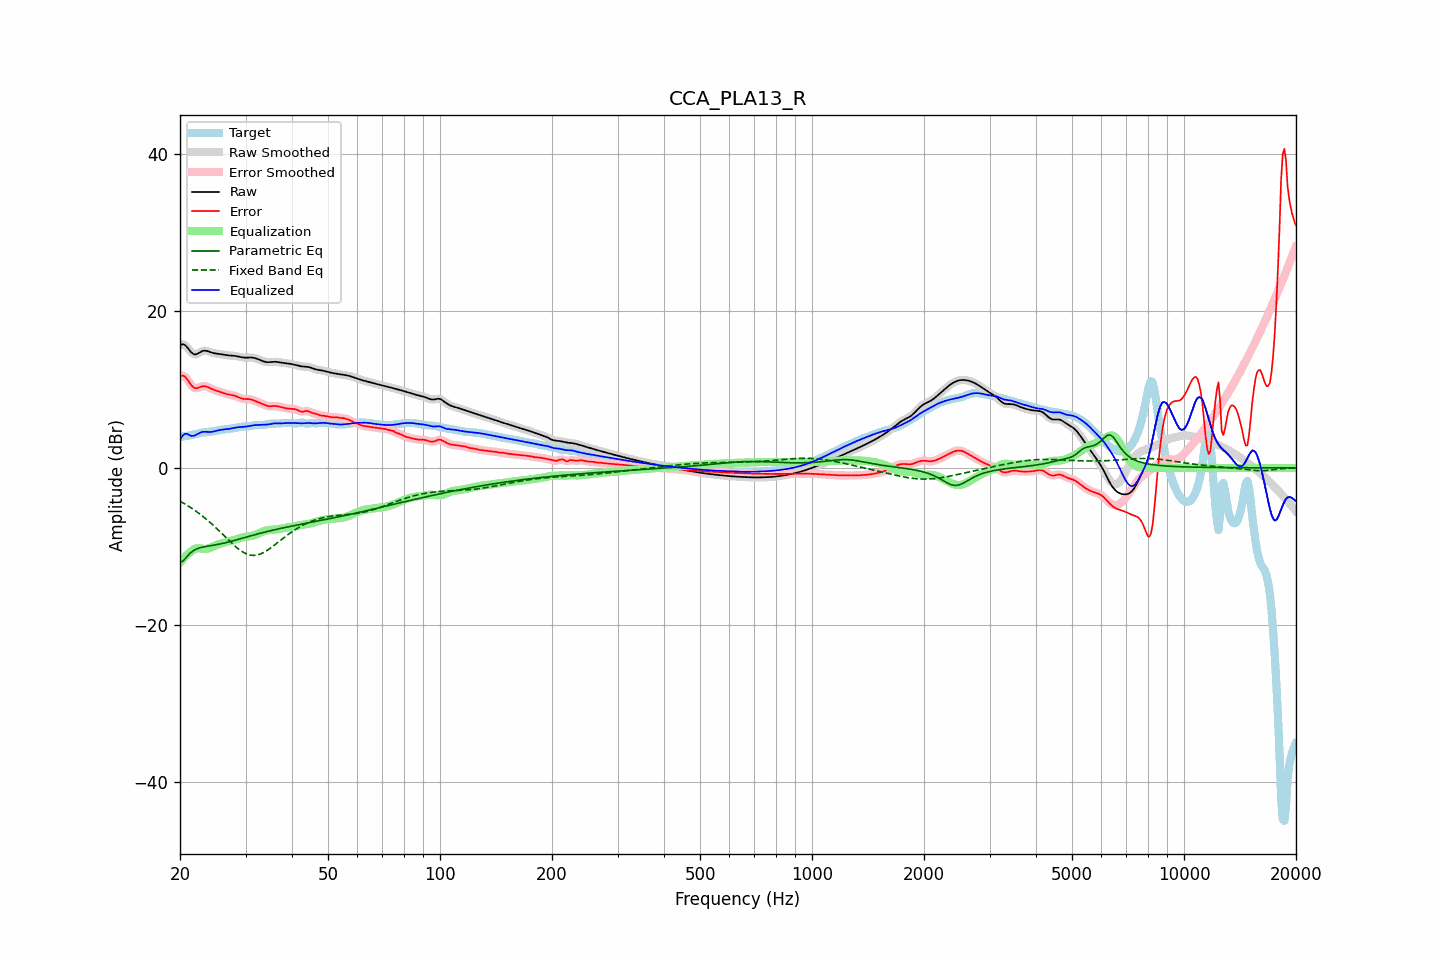 CCA_PLA13_R
Target
Raw Smoothed
Error Smoothed
Raw
Error
Equalization
Parametric Eq
Fixed Band Eq
Equalized
40
20
0
−20
−40
Amplitude (dBr)
20 50 100 200 500 1000 2000 5000 10000 20000
Frequency (Hz)